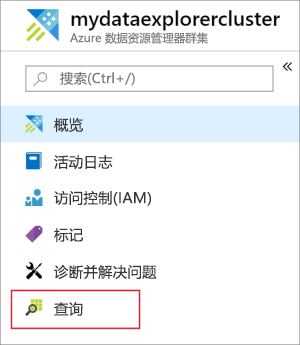 mydataexplorercluster
Azure 数据资源管理器群集
搜索(Ctrl+/)
概览
活动日志
访问控制(IAM)
标记
诊断并解决问题
查询